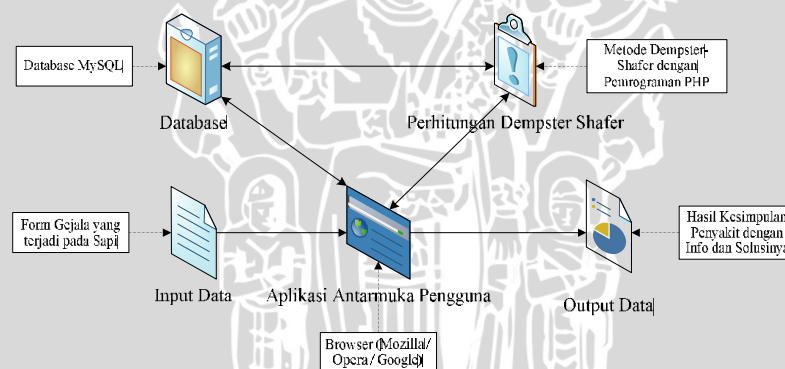 Database MySQL
Database
Perhitungan Dempster Shafer
Metode Dempster-
Shafer dengan
Pemrograman PHP
Form Gejala yang
terjadi pada Sapi
Input Data
Aplikasi Antarmuka Pengguna
Output Data
Hasil Kesimpulan
Penyakit dengan
Info dan Solusinya
Browser (Mozilla/
Opera / Google)